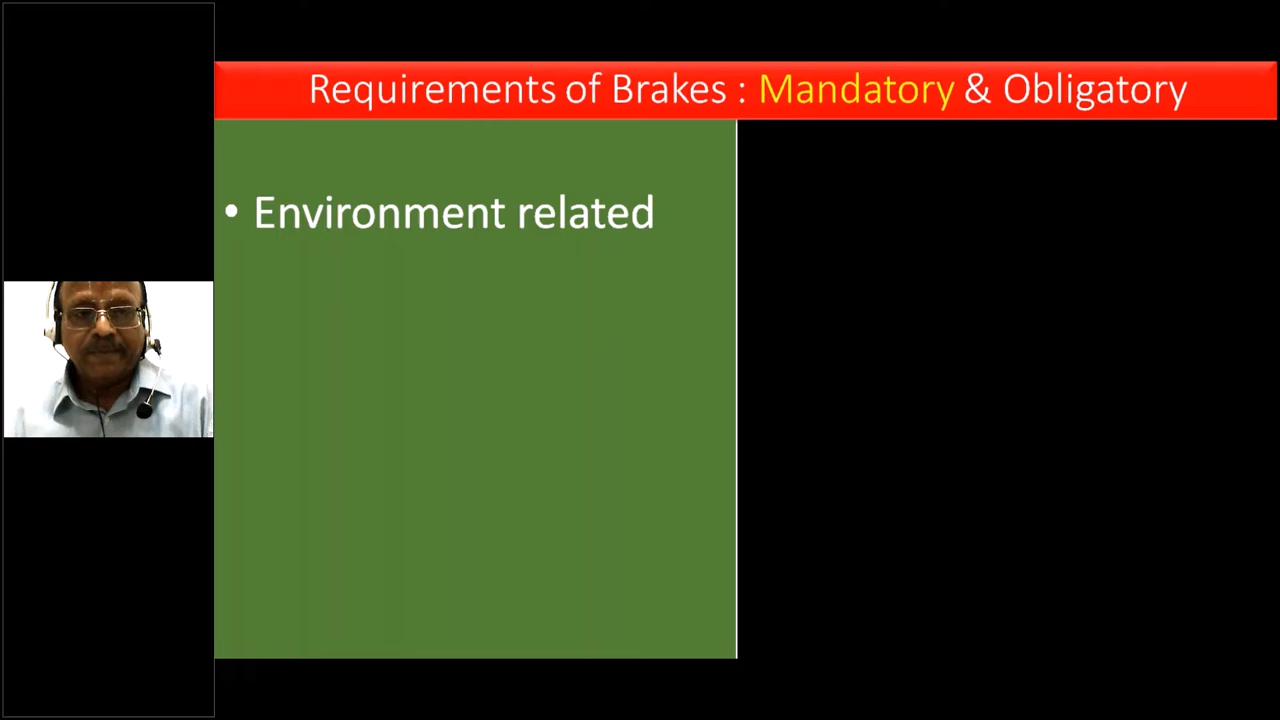 Requirements of Brakes : Mandatory & Obligatory
• Environment related